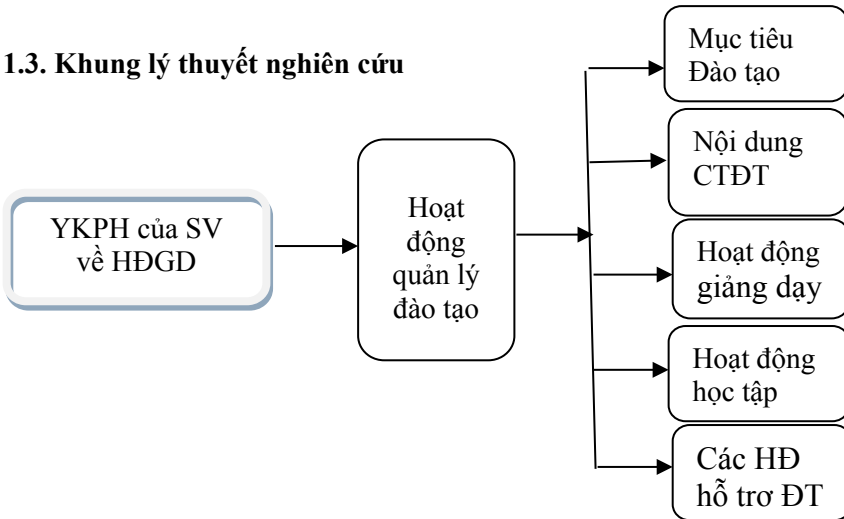 1.3. Khung lý thuyết nghiên cứu
YKPH của SV
về HĐGD
Hoạt
động
quản lý
đào tạo
Mục tiêu
Đào tạo
Nội dung
CTĐT
Hoạt động
giảng dạy
Hoạt động
học tập
Các HĐ
hỗ trơ ĐT